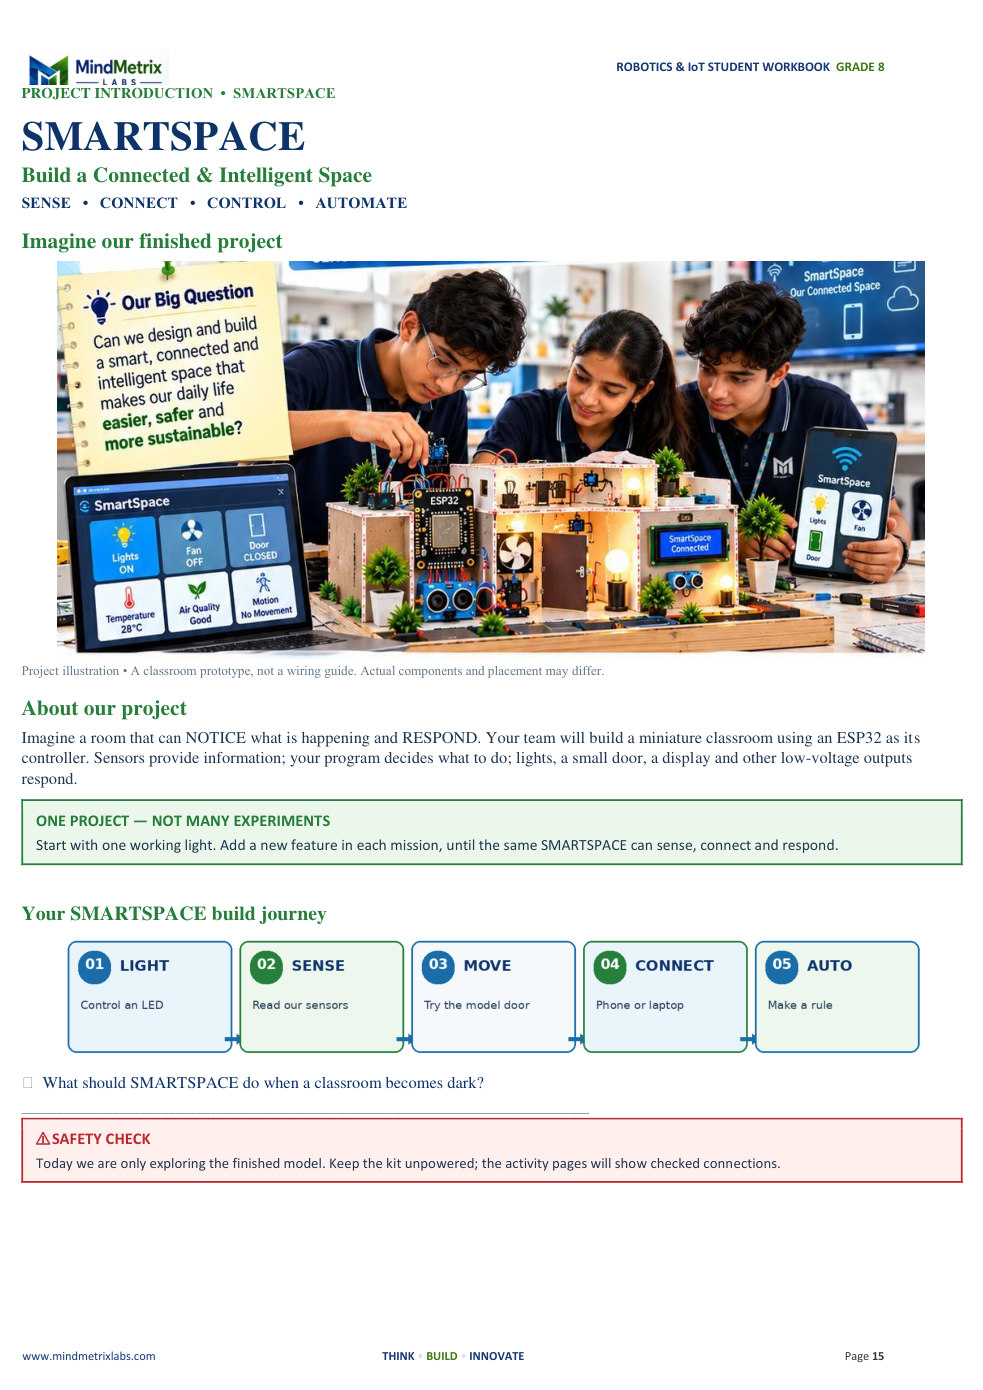 MindMetrix
LABS
ROBOTICS & IoT STUDENT WORKBOOK GRADE 8
PROJECT INTRODUCTION • SMARTSPACE
SMARTSPACE
Build a Connected & Intelligent Space
SENSE • CONNECT • CONTROL • AUTOMATE
Imagine our finished project
Our Big Question
Can we design and build
a smart, connected and
intelligent space that
makes our daily life
easier, safer and
more sustainable?
SmartSpace
Our Connected Space
SmartSpace
Lights
ON
Fan
OFF
Door
CLOSED
Temperature
28°C
Air Quality
Good
Motion
No Movement
ESP32
SmartSpace
Connected
SmartSpace
Lights
Fan
Door
Project illustration • A classroom prototype, not a wiring guide. Actual components and placement may differ.
About our project
Imagine a room that can NOTICE what is happening and RESPOND. Your team will build a miniature classroom using an ESP32 as its
controller. Sensors provide information; your program decides what to do; lights, a small door, a display and other low-voltage outputs
respond.
ONE PROJECT — NOT MANY EXPERIMENTS
Start with one working light. Add a new feature in each mission, until the same SMARTSPACE can sense, connect and respond.
Your SMARTSPACE build journey
01 LIGHT
Control an LED
02 SENSE
Read our sensors
03 MOVE
Try the model door
04 CONNECT
Phone or laptop
05 AUTO
Make a rule
What should SMARTSPACE do when a classroom becomes dark?
⚠SAFETY CHECK
Today we are only exploring the finished model. Keep the kit unpowered; the activity pages will show checked connections.
www.mindmetrixlabs.com
THINK • BUILD • INNOVATE
Page 15